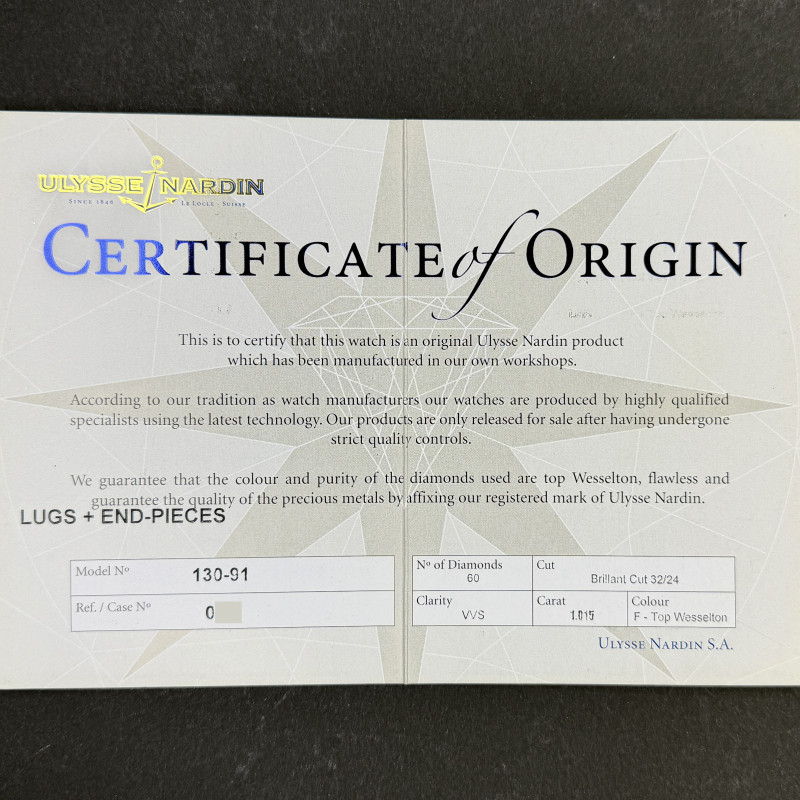 ULYSSE NARDIN
SINCE 1846 LE LOCLE - SUISSE
CERTIFICATE of ORIGIN
This is to certify that this watch is an original Ulysse Nardin product
which has been manufactured in our own workshops.
According to our tradition as watch manufacturers our watches are produced by highly qualified
specialists using the latest technology. Our products are only released for sale after having undergone
strict quality controls.
We guarantee that the colour and purity of the diamonds used are top Wesselton, flawless and
guarantee the quality of the precious metals by affixing our registered mark of Ulysse Nardin.
LUGS + END-PIECES
Model Nº 130-91
Ref. / Case Nº 0
Nº of Diamonds
60
Cut
Brillant Cut 32/24
Clarity
VVS
Carat
1.015
Colour
F - Top Wesselton
ULYSSE NARDIN S.A.